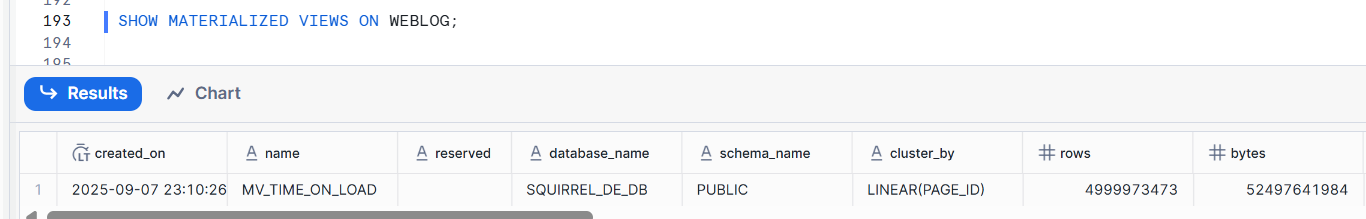 192
193 SHOW MATERIALIZED VIEWS ON WEBLOG;
194
195
Results Chart
created_on name reserved database_name schema_name cluster_by rows bytes
1 2025-09-07 23:10:26 MV_TIME_ON_LOAD SQUIRREL_DE_DB PUBLIC LINEAR(PAGE_ID) 4999973473 52497641984